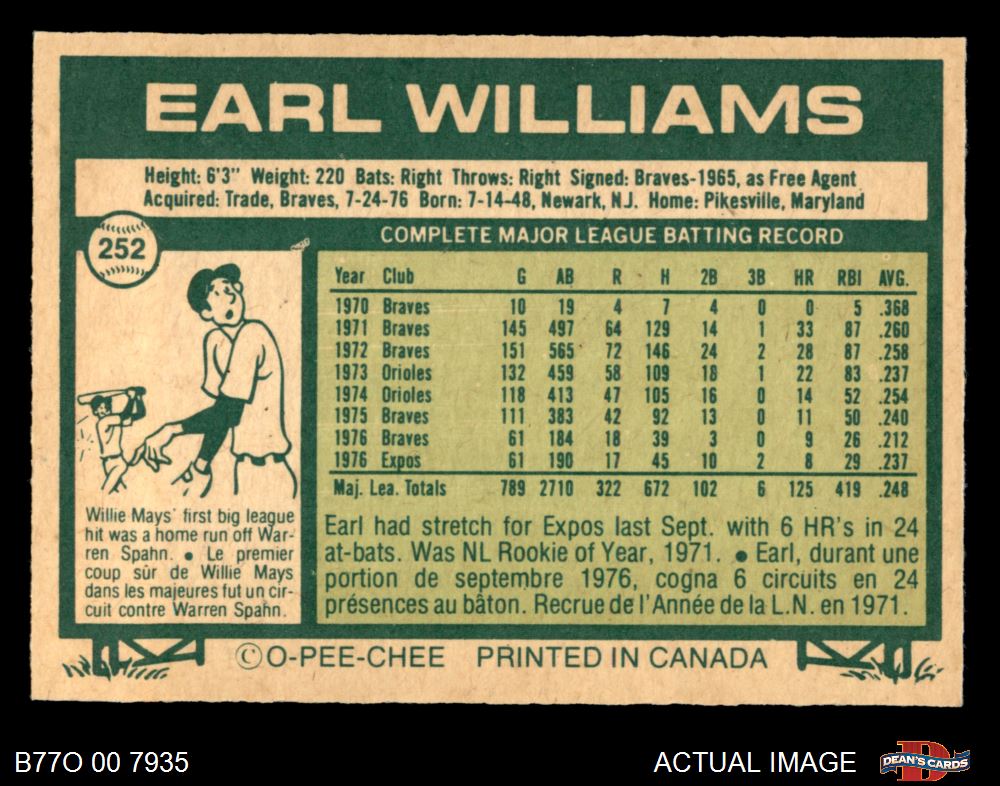 EARL WILLIAMS
Height: 6'3" Weight: 220 Bats: Right Throws: Right Signed: Braves-1965, as Free Agent
Acquired: Trade, Braves, 7-24-76 Born: 7-14-48, Newark, N.J. Home: Pikesville, Maryland
252
COMPLETE MAJOR LEAGUE BATTING RECORD
Year Club G AB R H 2B 3B HR RBI AVG.
1970 Braves 10 19 4 7 4 0 0 5 .368
1971 Braves 145 497 64 129 14 1 33 87 .260
1972 Braves 151 565 72 146 24 2 28 87 .258
1973 Orioles 132 459 58 109 18 1 22 83 .237
1974 Orioles 118 413 47 105 16 0 14 52 .254
1975 Braves 111 383 42 92 13 0 11 50 .240
1976 Braves 61 184 18 39 3 0 9 26 .212
1976 Expos 61 190 17 45 10 2 8 29 .237
Maj. Lea. Totals 789 2710 322 672 102 6 125 419 .248
Willie Mays' first big league
hit was a home run off War-
ren Spahn. ● Le premier
coup sûr de Willie Mays
dans les majeures fut un cir-
cuit contre Warren Spahn.
Earl had stretch for Expos last Sept. with 6 HR's in 24
at-bats. Was NL Rookie of Year, 1971. ● Earl, durant une
portion de septembre 1976, cogna 6 circuits en 24
présences au bâton. Recrue de l'Année de la L.N. en 1971.
© O-PEE-CHEE PRINTED IN CANADA
B77O 00 7935
ACTUAL IMAGE
D
DEAN'S CARDS